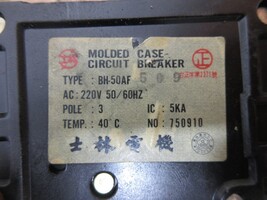 MOLDED CASE-
CIRCUIT BREAKER
TYPE : BH-50AF 509
AC: 220V 50/60HZ
POLE : 3 IC : 5KA
TEMP. : 40°C NO : 750910
士林電機